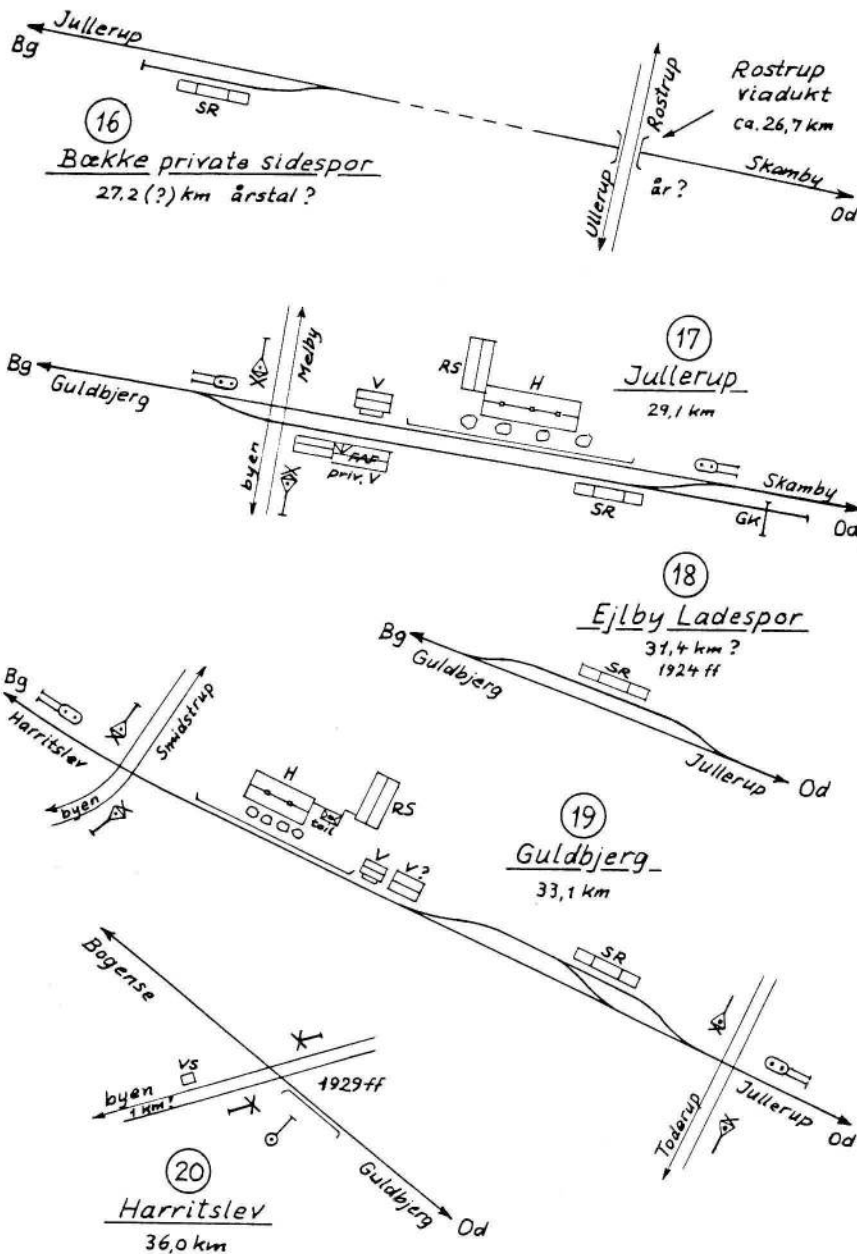 Bg
Jullerup
SR
16
Bække private sidespor
27,2 (?) km årstal ?
Rostrup
Ullerup
Rostrup
viadukt
ca. 26,7 km
år ?
Skamby
Od
17
Jullerup
29,1 km
Bg
Guldbjerg
Melby
byen
V
RS
H
FAF
priv. V
SR
GK
Skamby
Od
18
Ejlby Ladespor
31,4 km ?
1924 ff
Bg
Guldbjerg
SR
Jullerup
Od
Bg
Harritslev
Smidstrup
byen
H
toil
RS
V
V?
19
Guldbjerg
33,1 km
SR
Toderup
Jullerup
Od
Bogense
VS
byen
1 km?
1929 ff
Guldbjerg
Od
20
Harritslev
36,0 km